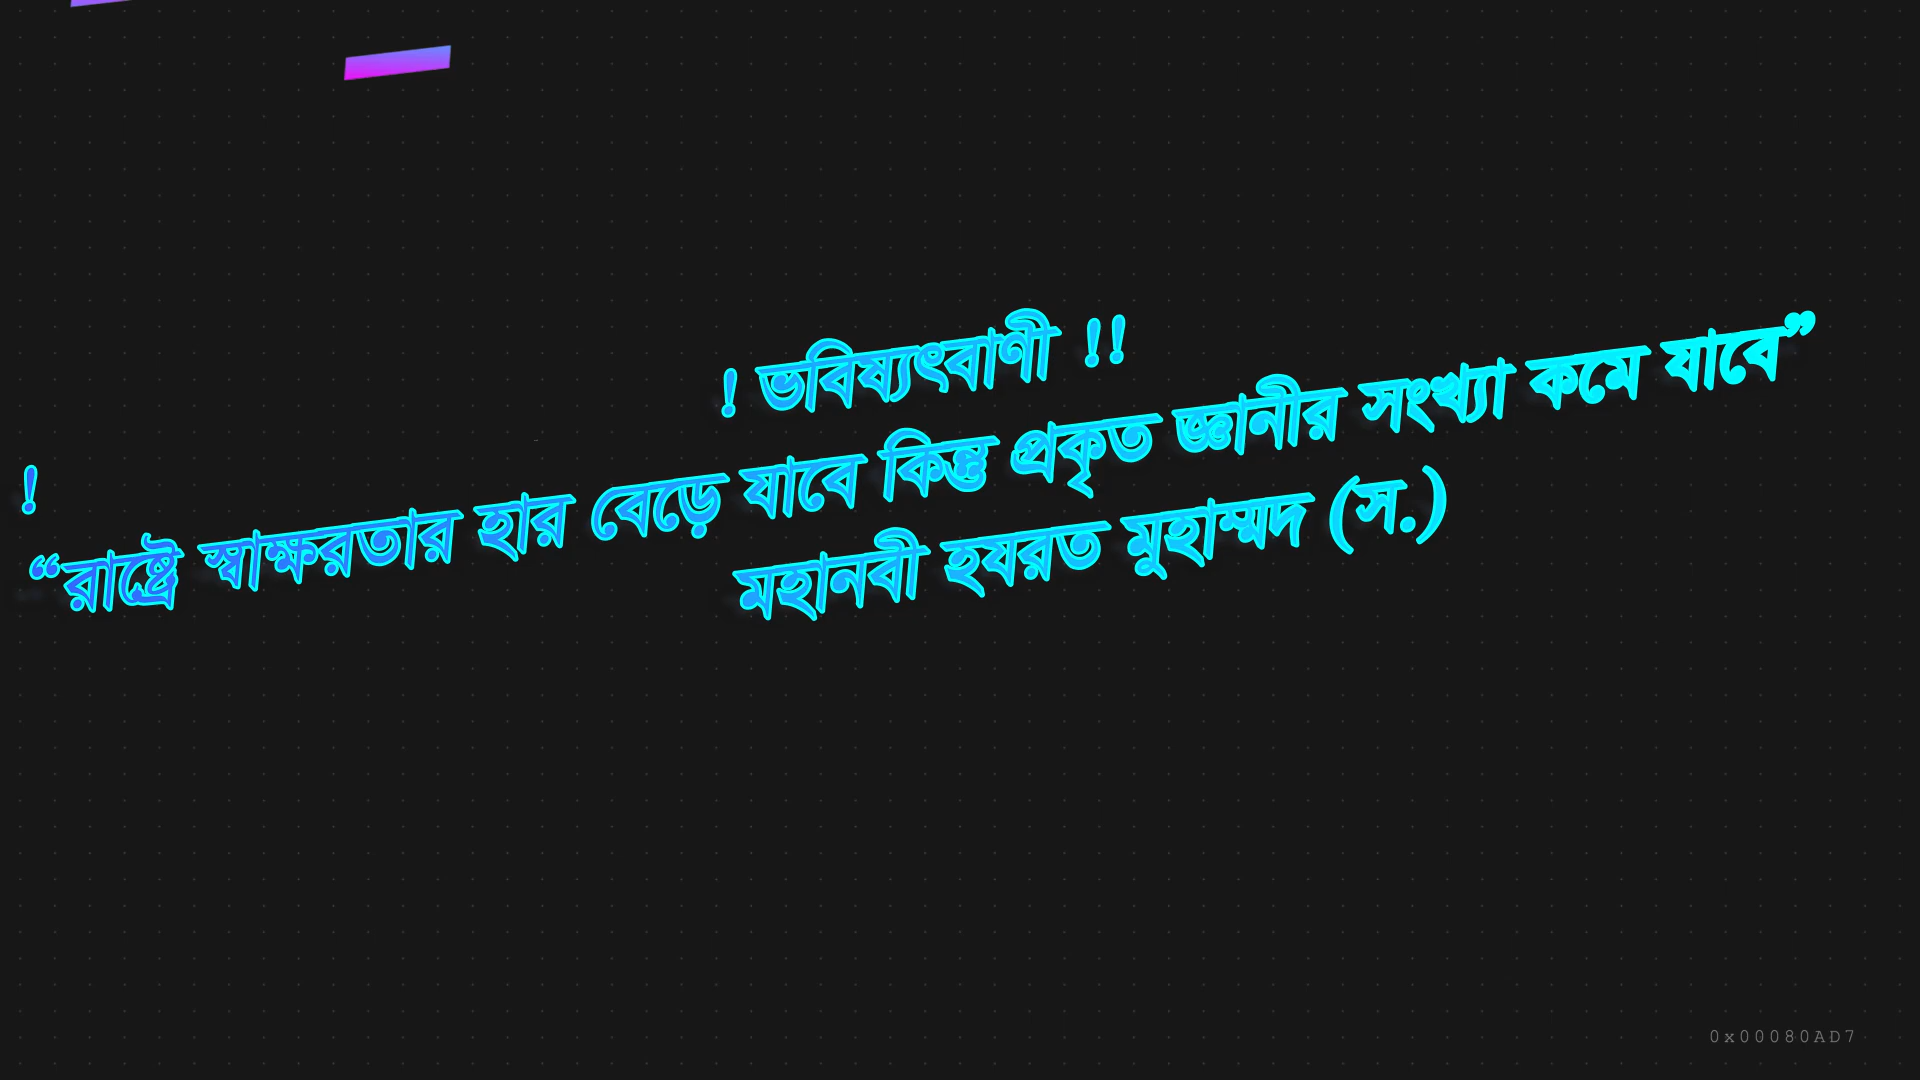 ! ভবিষ্যৎবাণী !!
!
“রাষ্ট্রে স্বাক্ষরতার হার বেড়ে যাবে কিন্তু প্রকৃত জ্ঞানীর সংখ্যা কমে যাবে”
মহানবী হযরত মুহাম্মদ (স.)
0x00080AD7